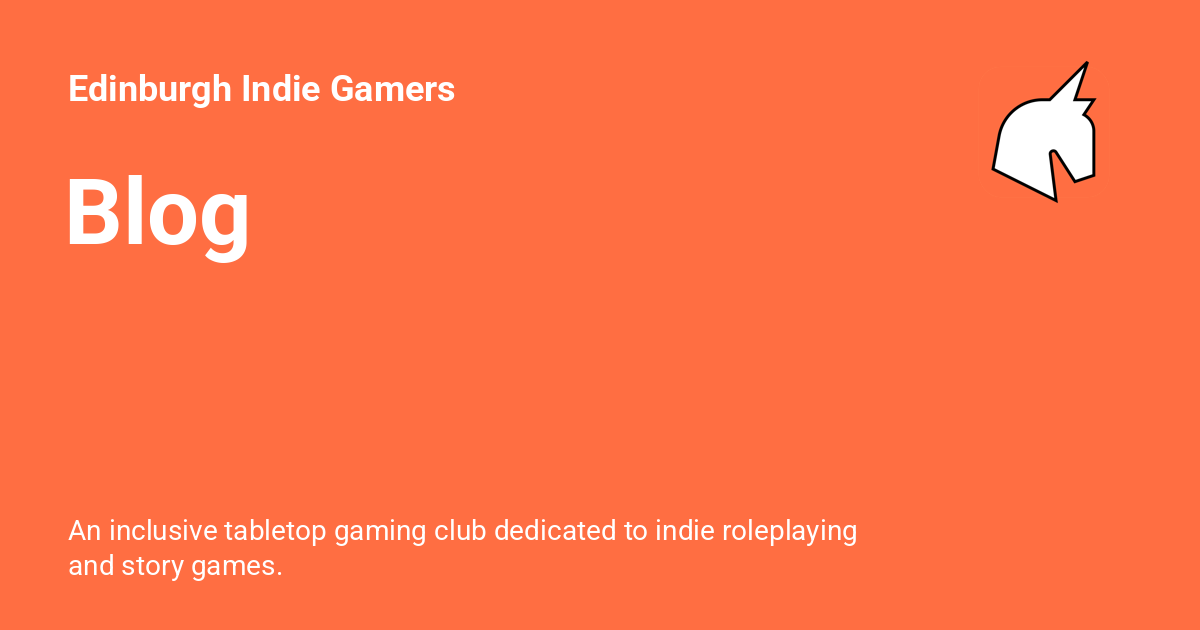 Edinburgh Indie Gamers
Blog
An inclusive tabletop gaming club dedicated to indie roleplaying
and story games.